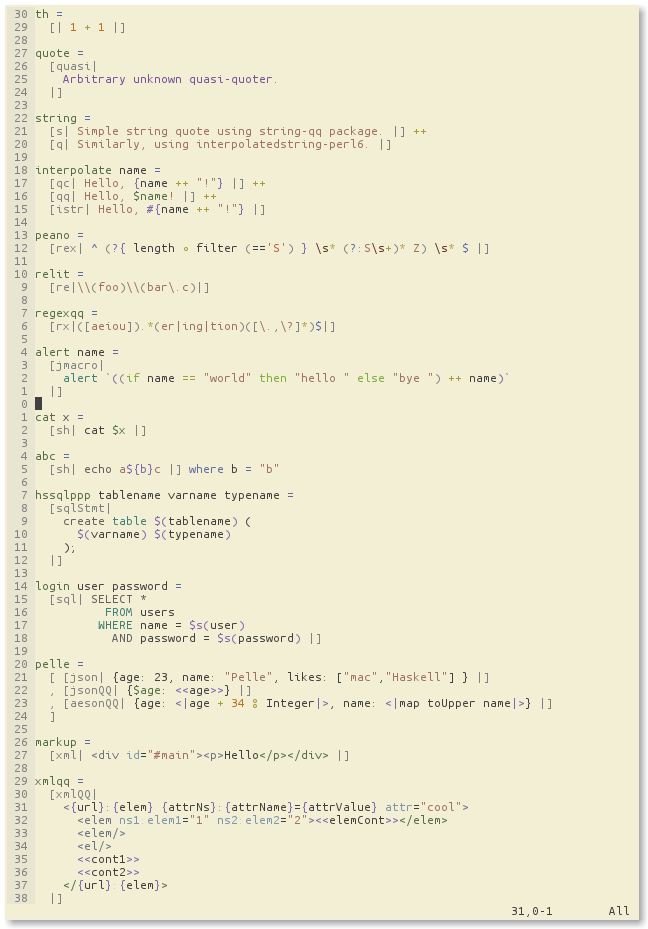 30 th =
29   [| 1 + 1 |]
28
27 quote =
26   [quasi|
25     Arbitrary unknown quasi-quoter.
24   |]
23
22 string =
21   [s| Simple string quote using string-qq package. |] ++
20   [q| Similarly, using interpolatedstring-perl6. |]
19
18 interpolate name =
17   [qc| Hello, {name ++ "!"} |] ++
16   [qq| Hello, $name! |] ++
15   [istr| Hello, #{name ++ "!"} |]
14
13 peano =
12   [rex| ^ (?{ length ∘ filter (=='S') } \s* (?:S\s+)* Z) \s* $ |]
11
10 relit =
9   [re|\\(foo)\\(bar\.c)|]
8
7 regexqq =
6   [rx|([aeiou]).*(er|ing|tion)([\.,\?]*)$|]
5
4 alert name =
3   [jmacro|
2     alert `((if name == "world" then "hello " else "bye ") ++ name)`
1   |]
0
1 cat x =
2   [sh| cat $x |]
3
4 abc =
5   [sh| echo a${b}c |] where b = "b"
6
7 hssqlppp tablename varname typename =
8   [sqlStmt|
9     create table $(tablename) (
10       $(varname) $(typename)
11     );
12   |]
13
14 login user password =
15   [sql| SELECT *
16           FROM users
17          WHERE name = $s(user)
18            AND password = $s(password) |]
19
20 pelle =
21   [ [json| {age: 23, name: "Pelle", likes: ["mac","Haskell"] } |]
22   , [jsonQQ| {$age: <<age>>} |]
23   , [aesonQQ| {age: <|age + 34 ∷ Integer|>, name: <|map toUpper name|>} |]
24   ]
25
26 markup =
27   [xml| <div id="#main"><p>Hello</p></div> |]
28
29 xmlqq =
30   [xmlQQ|
31     <{url}:{elem} {attrNs}:{attrName}={attrValue} attr="cool">
32       <elem ns1:elem1="1" ns2:elem2="2"><<elemCont>></elem>
33       <elem/>
34       <el/>
35       <<cont1>>
36       <<cont2>>
37     </{url}:{elem}>
38   |]
31,0-1 All